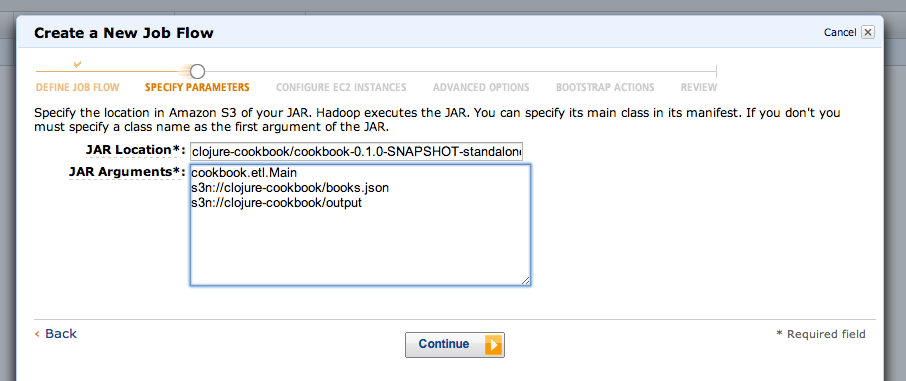 Create a New Job Flow
Cancel
DEFINE JOB FLOW SPECIFY PARAMETERS CONFIGURE EC2 INSTANCES ADVANCED OPTIONS BOOTSTRAP ACTIONS REVIEW
Specify the location in Amazon S3 of your JAR. Hadoop executes the JAR. You can specify its main class in its manifest. If you don't you
must specify a class name as the first argument of the JAR.
JAR Location*: clojure-cookbook/cookbook-0.1.0-SNAPSHOT-standalon
JAR Arguments*: cookbook.etl.Main
s3n://clojure-cookbook/books.json
s3n://clojure-cookbook/output
‹ Back
Continue
* Required field